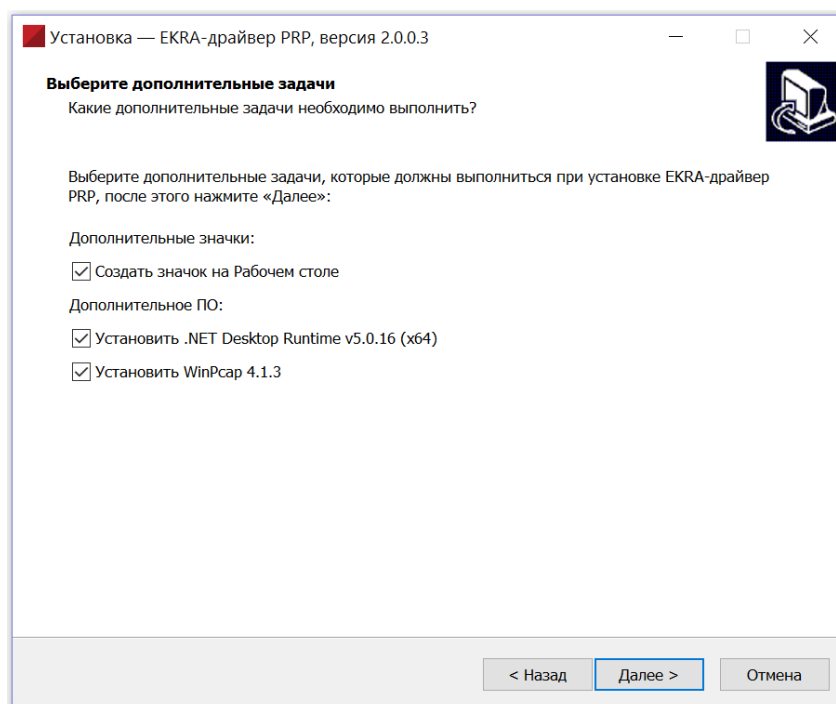 Установка — EKRA-драйвер PRP, версия 2.0.0.3
Выберите дополнительные задачи
Какие дополнительные задачи необходимо выполнить?
Выберите дополнительные задачи, которые должны выполниться при установке EKRA-драйвер
PRP, после этого нажмите «Далее»:
Дополнительные значки:
Создать значок на Рабочем столе
Дополнительное ПО:
Установить .NET Desktop Runtime v5.0.16 (x64)
Установить WinPcap 4.1.3
< Назад Далее > Отмена